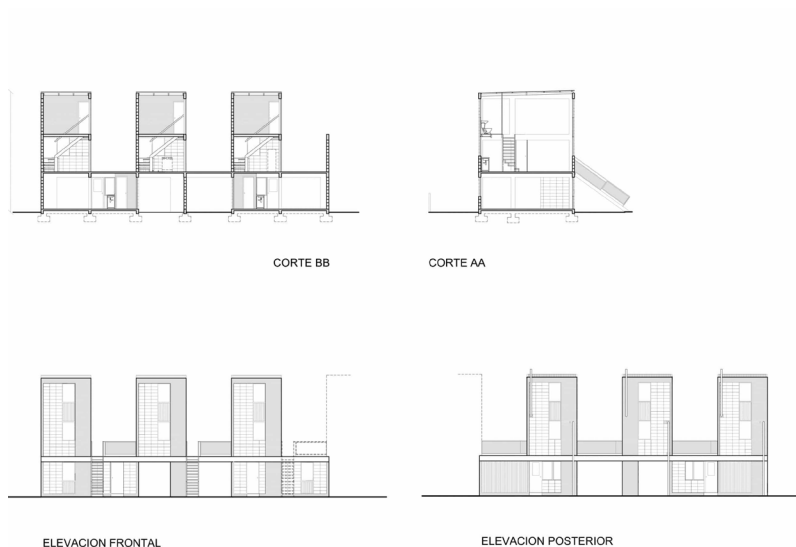 CORTE BB
CORTE AA
ELEVACION FRONTAL
ELEVACION POSTERIOR